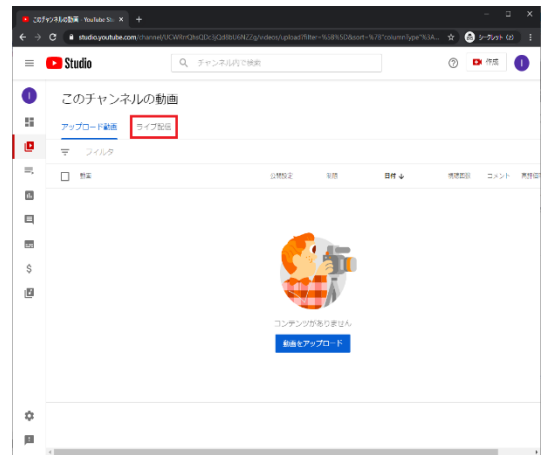 このチャンネルの動画 - YouTube Stu
studio.youtube.com/channel/
シークレット (2)
Studio
チャンネル内で検索
作成
I
I
このチャンネルの動画
アップロード動画 ライブ配信
フィルタ
動画 公開設定 制限 日付 ↓ 視聴回数 コメント 高評価
コンテンツがありません
動画をアップロード